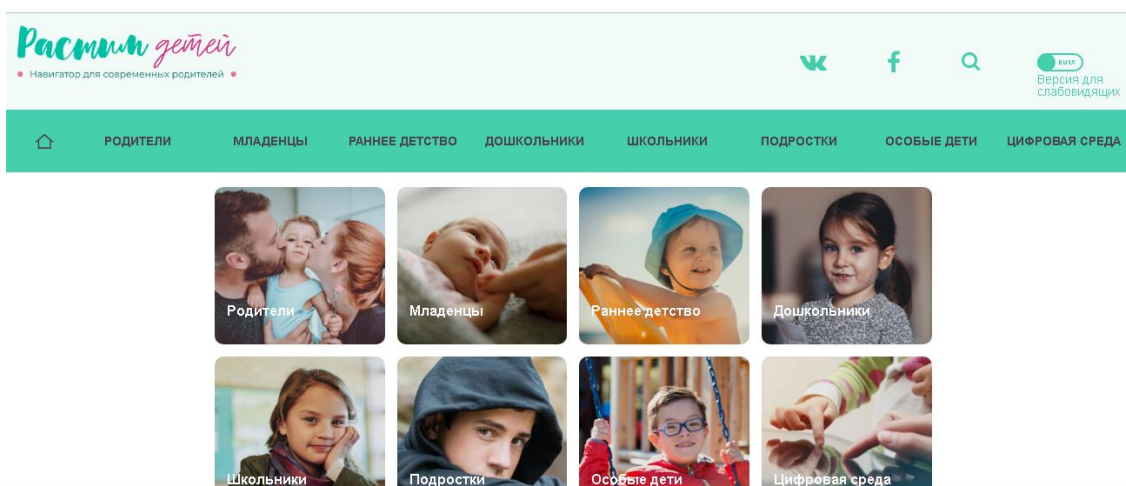 Растим детей
• Навигатор для современных родителей •
выкл
Версия для
слабовидящих
РОДИТЕЛИ МЛАДЕНЦЫ РАННЕЕ ДЕТСТВО ДОШКОЛЬНИКИ ШКОЛЬНИКИ ПОДРОСТКИ ОСОБЫЕ ДЕТИ ЦИФРОВАЯ СРЕДА
Родители
Младенцы
Раннее детство
Дошкольники
Школьники
Подростки
Особые дети
Цифровая среда